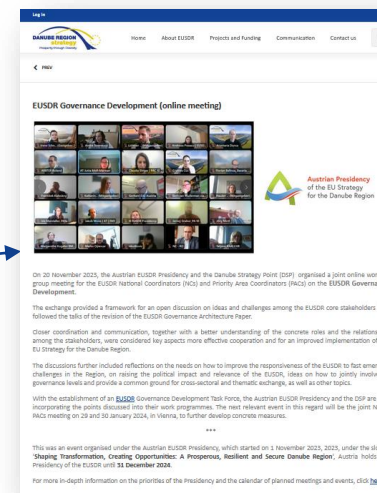 Log in
DANUBE REGION
strategy
Home
About EUSDR
Projects and Funding
Communication
Contact us
PREV
EUSDR Governance Development (online meeting)
Austrian Presidency
of the EU Strategy
for the Danube Region
On 20 November 2023, the Austrian EUSDR Presidency and the Danube Strategy Point (DSP) organised a joint online wor
group meeting for the EUSDR National Coordinators (NCs) and Priority Area Coordinators (PACs) on the EUSDR Governa
Development.
The exchange provided a framework for an open discussion on ideas and challenges among the EUSDR core stakeholders
followed the talks of the revision of the EUSDR Governance Architecture Paper.
Closer coordination and communication, together with a better understanding of the concrete roles and the relations
among the stakeholders, were considered key aspects more effective cooperation and for an improved implementation of
EU Strategy for the Danube Region.
The discussions further included reflections on the needs on how to improve the responsiveness of the EUSDR to fast emer
challenges in the Region, on raising the political impact and relevance of the EUSDR, ideas on how to jointly involv
governance levels and provide a common ground for cross-sectoral and thematic exchange, as well as other topics.
With the establishment of an EUSDR Governance Development Task Force, the Austrian EUSDR Presidency and the DSP are
incorporating the points discussed into their work programmes. The next relevant event in this regard will be the joint N
PACs meeting on 29 and 30 January 2024, in Vienna, to further develop concrete measures.
***
This was an event organised under the Austrian EUSDR Presidency, which started on 1 November 2023, 2023, under the slo
'Shaping Transformation, Creating Opportunities: A Prosperous, Resilient and Secure Danube Region', Austria holds
Presidency of the EUSDR until 31 December 2024.
For more in-depth information on the priorities of the Presidency and the calendar of planned meetings and events, click he